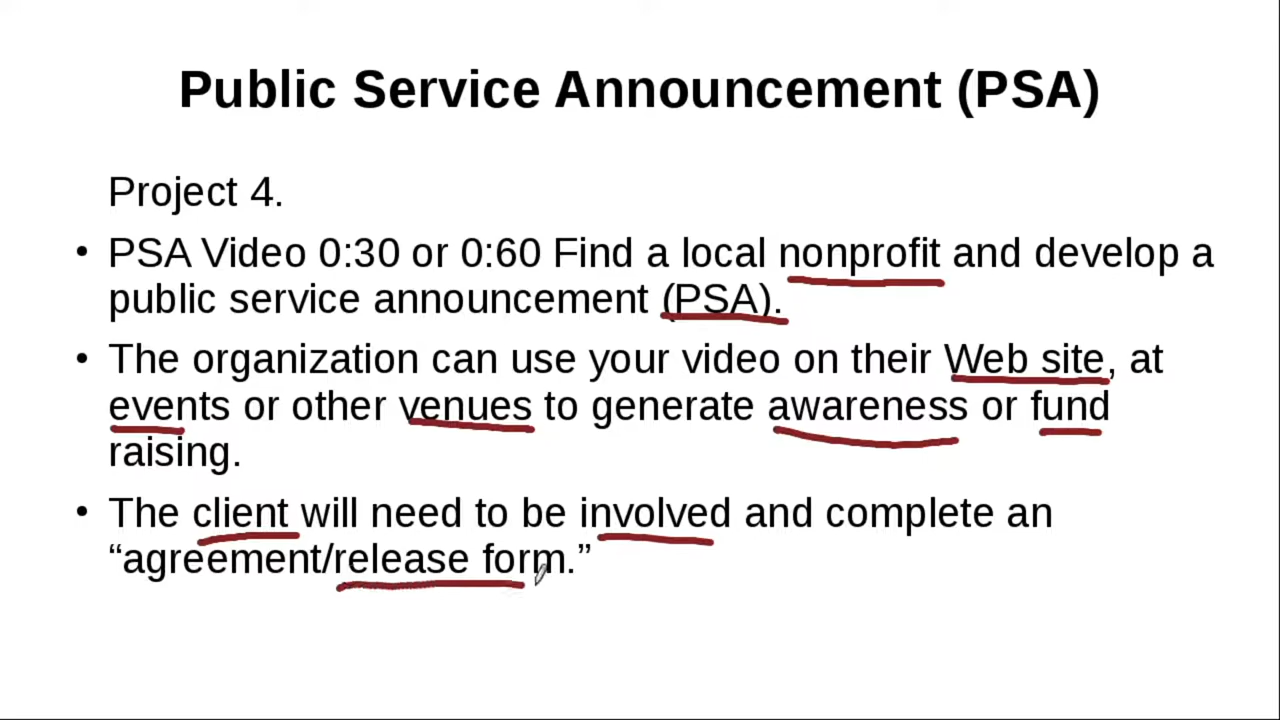 Public Service Announcement (PSA)
Project 4.
• PSA Video 0:30 or 0:60 Find a local nonprofit and develop a
public service announcement (PSA).
• The organization can use your video on their Web site, at
events or other venues to generate awareness or fund
raising.
• The client will need to be involved and complete an
“agreement/release form.”